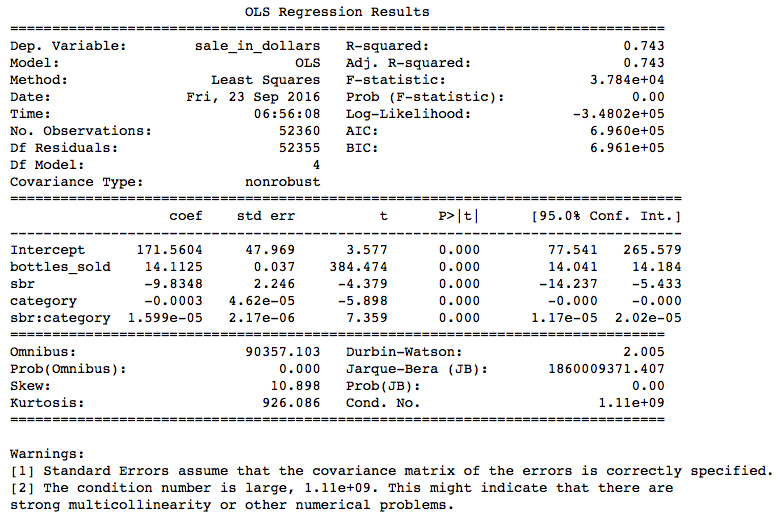 OLS Regression Results
==============================================================================
Dep. Variable: sale_in_dollars R-squared: 0.743
Model: OLS Adj. R-squared: 0.743
Method: Least Squares F-statistic: 3.784e+04
Date: Fri, 23 Sep 2016 Prob (F-statistic): 0.00
Time: 06:56:08 Log-Likelihood: -3.4802e+05
No. Observations: 52360 AIC: 6.960e+05
Df Residuals: 52355 BIC: 6.961e+05
Df Model: 4
Covariance Type: nonrobust
================================================================================
coef std err t P>|t| [95.0% Conf. Int.]
--------------------------------------------------------------------------------
Intercept 171.5604 47.969 3.577 0.000 77.541 265.579
bottles_sold 14.1125 0.037 384.474 0.000 14.041 14.184
sbr -9.8348 2.246 -4.379 0.000 -14.237 -5.433
category -0.0003 4.62e-05 -5.898 0.000 -0.000 -0.000
sbr:category 1.599e-05 2.17e-06 7.359 0.000 1.17e-05 2.02e-05
==============================================================================
Omnibus: 90357.103 Durbin-Watson: 2.005
Prob(Omnibus): 0.000 Jarque-Bera (JB): 1860009371.407
Skew: 10.898 Prob(JB): 0.00
Kurtosis: 926.086 Cond. No. 1.11e+09
==============================================================================
Warnings:
[1] Standard Errors assume that the covariance matrix of the errors is correctly specified.
[2] The condition number is large, 1.11e+09. This might indicate that there are
strong multicollinearity or other numerical problems.